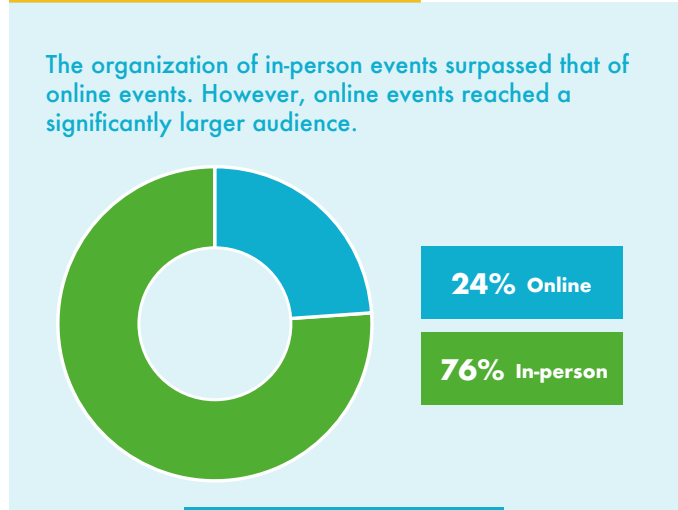 The organization of in-person events surpassed that of
online events. However, online events reached a
significantly larger audience.
24% Online
76% In-person